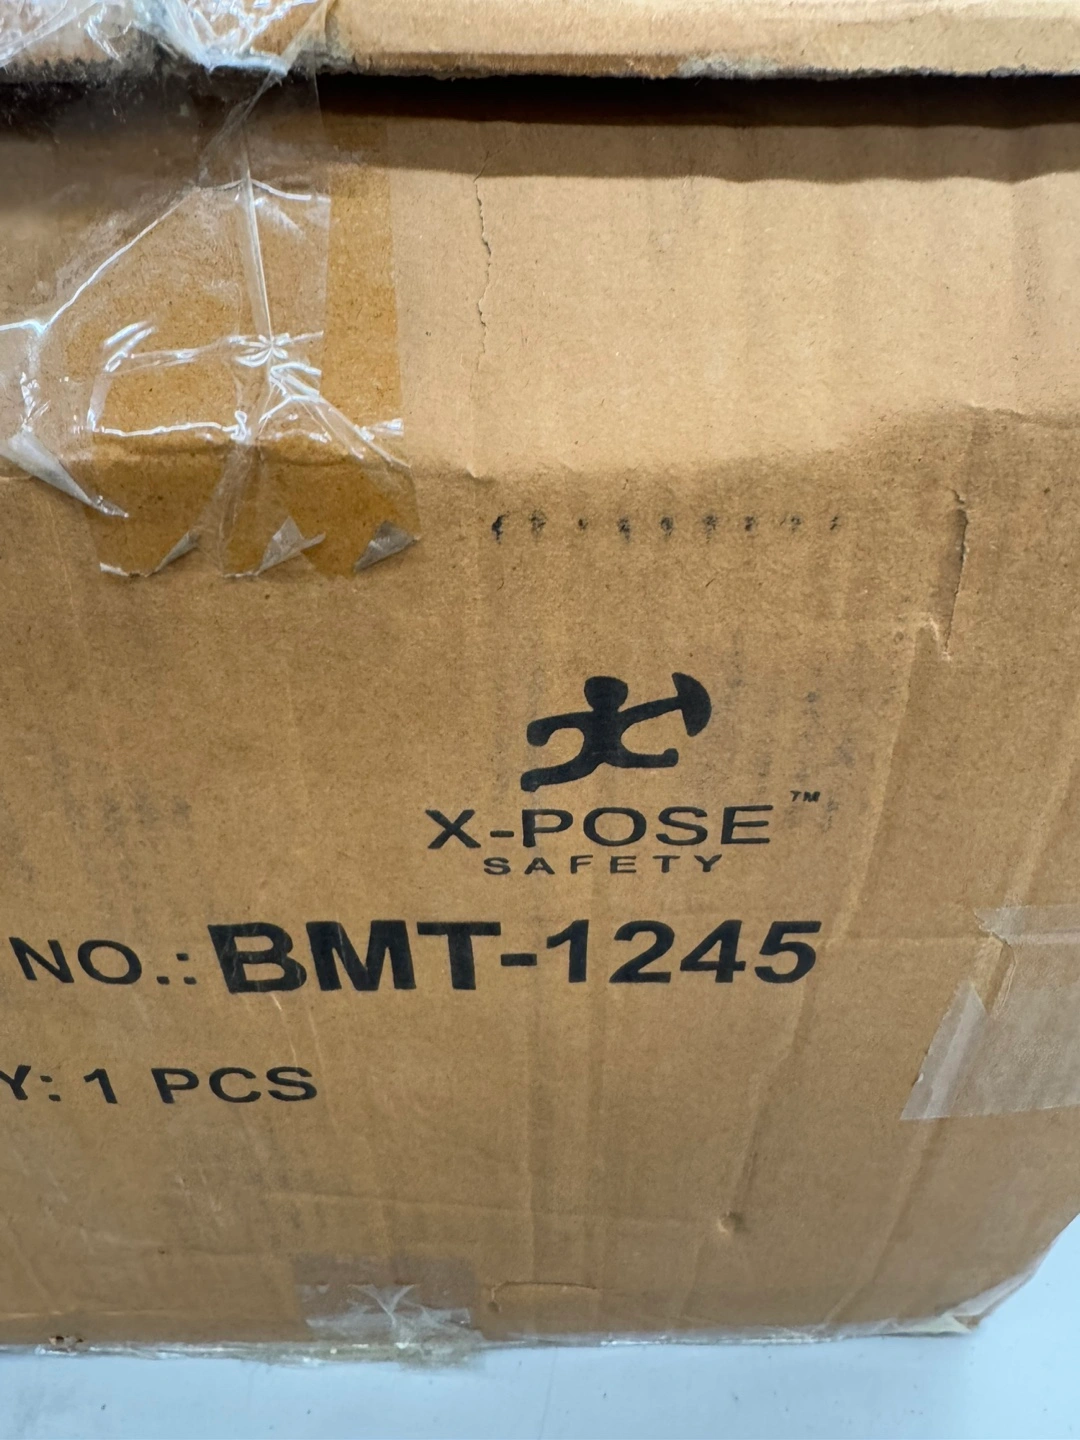 X-POSE™
SAFETY
NO.: BMT-1245
Y: 1 PCS